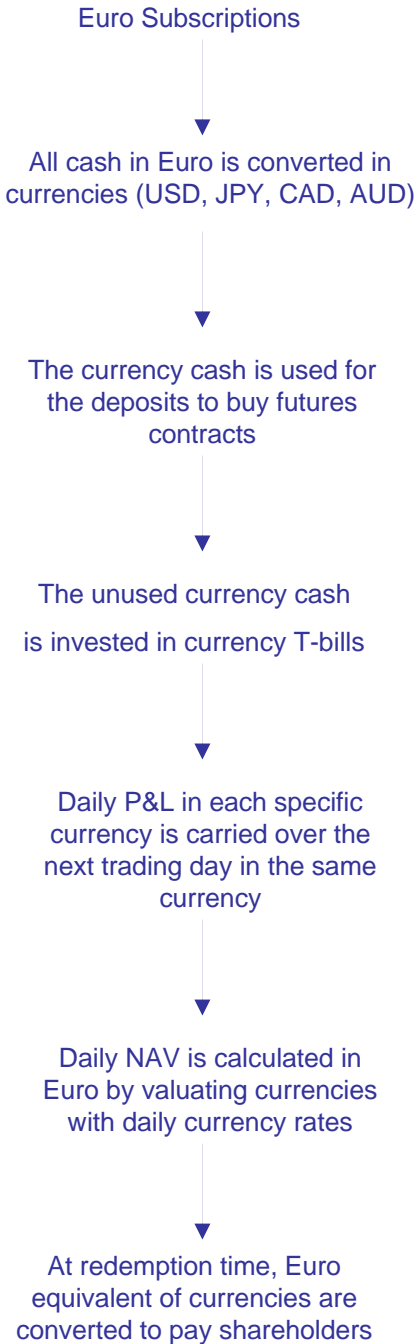 Euro Subscriptions
All cash in Euro is converted in
currencies (USD, JPY, CAD, AUD)
The currency cash is used for
the deposits to buy futures
contracts
The unused currency cash
is invested in currency T-bills
Daily P&L in each specific
currency is carried over the
next trading day in the same
currency
Daily NAV is calculated in
Euro by valuating currencies
with daily currency rates
At redemption time, Euro
equivalent of currencies are
converted to pay shareholders